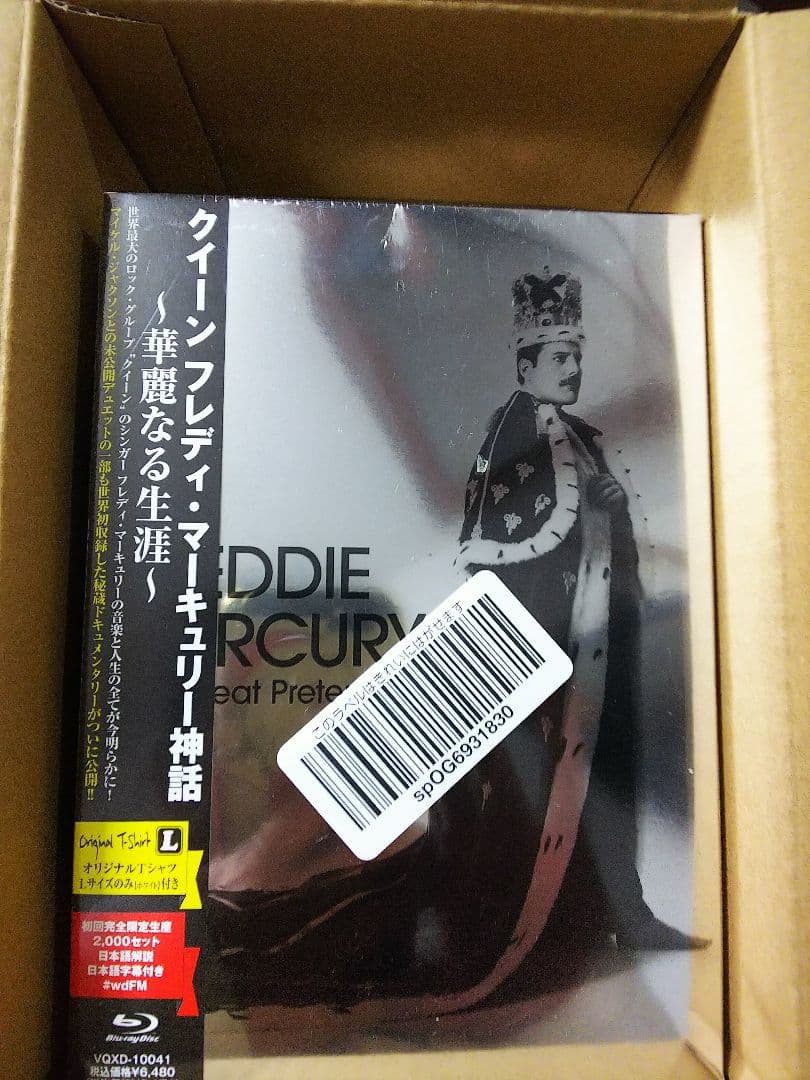 クイーン フレディ・マーキュリー神話
〜華麗なる生涯〜
世界最大のロック・グループ“クイーン”のシンガー フレディ・マーキュリーの音楽と人生の全てが今明らかに!
マイケル・ジャクソンとの未公開デュエットの一部も世界初収録した秘蔵ドキュメンタリーがついに公開!!
EDDIE
RCURY
eat Prete
このラベルはきれいにはがせます
spOG6931830
Original T-Shirt L
オリジナルTシャツ
Lサイズのみ(ホワイト)付き
初回完全限定生産
2,000セット
日本語解説
日本語字幕付き
#wdFM
Blu-ray Disc
VQXD-10041
税込価格¥6,480